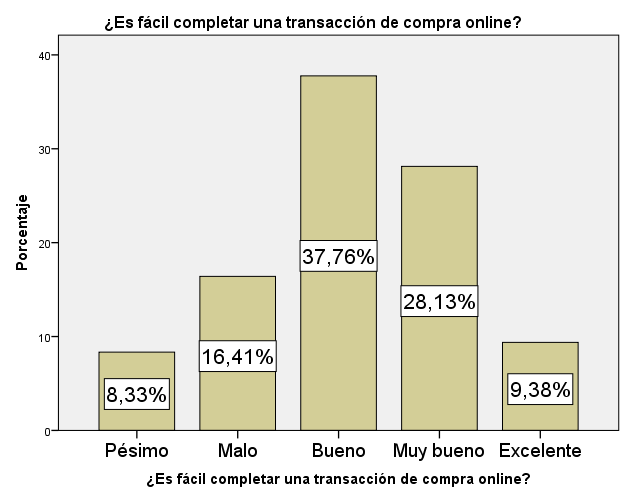 ¿Es fácil completar una transacción de compra online?
Porcentaje
40
30
20
10
0
8,33%
16,41%
37,76%
28,13%
9,38%
Pésimo
Malo
Bueno
Muy bueno
Excelente
¿Es fácil completar una transacción de compra online?